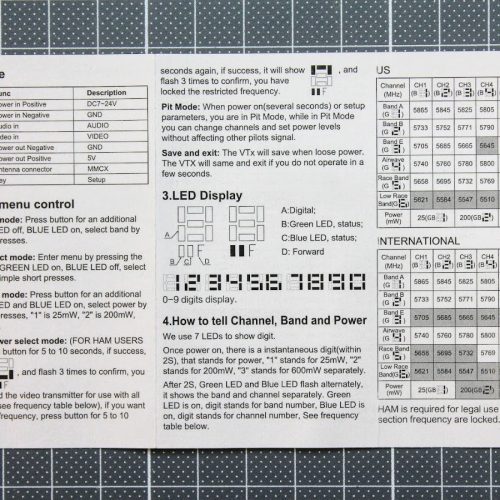 e
unc Description
ower in Positive DC7~24V
ower in Negative GND
udio in AUDIO
ideo in VIDEO
ower out Negative GND
ower out Positive 5V
ntenna connector MMCX
ey Setup
menu control
mode: Press button for an additional
ED off, BLUE LED on, select band by
presses.
ct mode: Enter menu by pressing the
GREEN LED on, BLUE LED off, select
imple short presses.
mode: Press button for an additional
ED and BLUE LED on, select power by
presses, "1" is 25mW, "2" is 200mW,
ower select mode: (FOR HAM USERS
button for 5 to 10 seconds, if success,
, and flash 3 times to confirm, you
d the video transmitter for use with all
ee frequency table below), if you want
frequency, press button for 5 to 10
seconds again, if success, it will show , and
flash 3 times to confirm, you have
locked the restricted frequency.
Pit Mode: When power on(several seconds) or setup
parameters, you are in Pit Mode, while in Pit Mode
you can change channels and set power levels
without affecting other pilots signal.
Save and exit: The VTX will save when loose power.
The VTX will same and exit if you do not operate in a
few seconds.
3.LED Display
A:Digital;
B:Green LED, status;
C:Blue LED, status;
D: Forward
A B C D
1234567890
0~9 digits display.
4.How to tell Channel, Band and Power
We use 7 LEDs to show digit.
Once power on, there is a instantaneous digit(within
2S), that stands for power, "1" stands for 25mW, "2"
stands for 200mW, "3" stands for 600mW separately.
After 2S, Green LED and Blue LED flash alternately,
it shows the band and channel separately. Green
LED is on, digit stands for band number, Blue LED is
on, digit stands for channel number. See frequency
table below.
US
Channel (MHz) CH1 CH2 CH3 CH4
Band A 5865 5845 5825 5805
Band B 5733 5752 5771 5790
Band E 5705 5685 5665 5645
Airwave 5740 5760 5780 5800
Race Band 5658 5695 5732 5769
Low Race Band 5621 5584 5547 5510
Power (mW) 25 200
INTERNATIONAL
Channel (MHz) CH1 CH2 CH3 CH4
Band A 5865 5845 5825 5805
Band B 5733 5752 5771 5790
Band E 5705 5685 5665 5645
Airwave 5740 5760 5780 5800
Race Band 5658 5695 5732 5769
Low Race Band 5621 5584 5547 5510
Power (mW) 25 200
HAM is required for legal use
section frequency are locked.